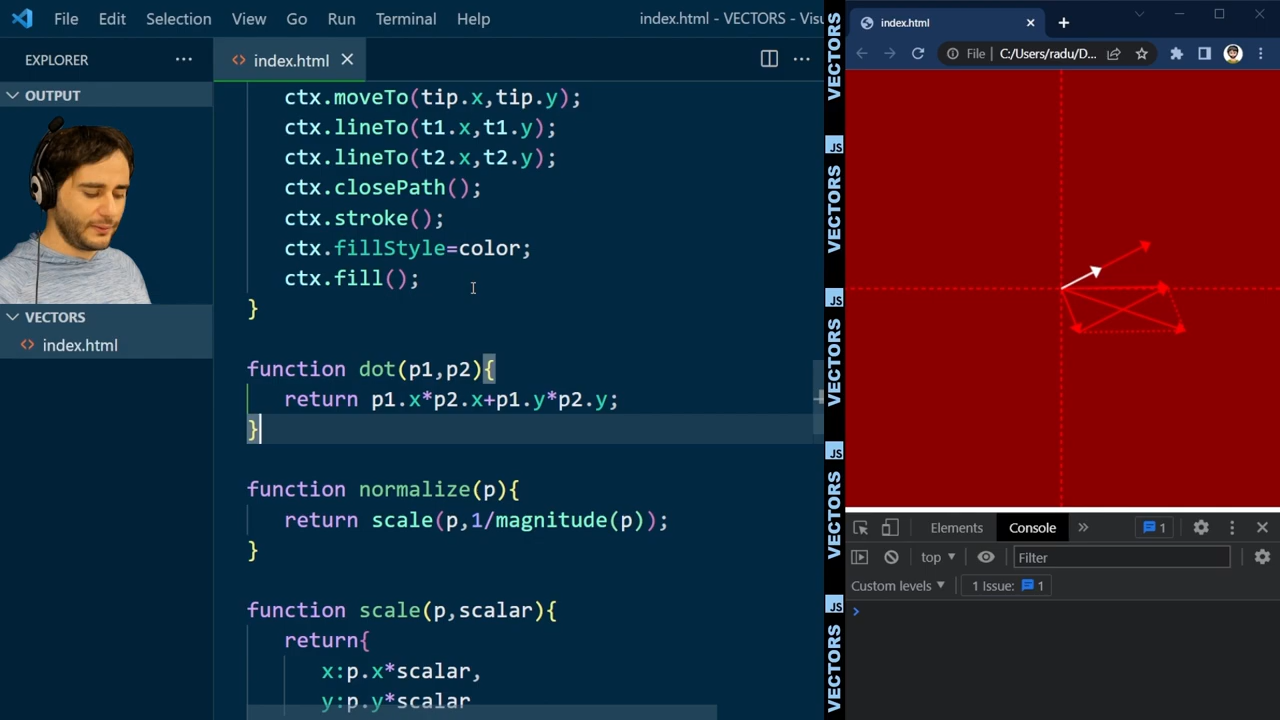 File Edit Selection View Go Run Terminal Help
index.html - VECTORS - Visu
EXPLORER
OUTPUT
VECTORS
index.html
index.html
ctx.moveTo(tip.x,tip.y);
ctx.lineTo(t1.x,t1.y);
ctx.lineTo(t2.x,t2.y);
ctx.closePath();
ctx.stroke();
ctx.fillStyle=color;
ctx.fill();
}
function dot(p1,p2){
return p1.x*p2.x+p1.y*p2.y;
}
function normalize(p){
return scale(p,1/magnitude(p));
}
function scale(p,scalar){
return{
x:p.x*scalar,
y:p.y*scalar
VECTORS
JS
VECTORS
JS
VECTORS
JS
VECTORS
JS
VECTORS
index.html
File C:/Users/radu/D...
Elements Console 1
top Filter
Custom levels 1 Issue: 1